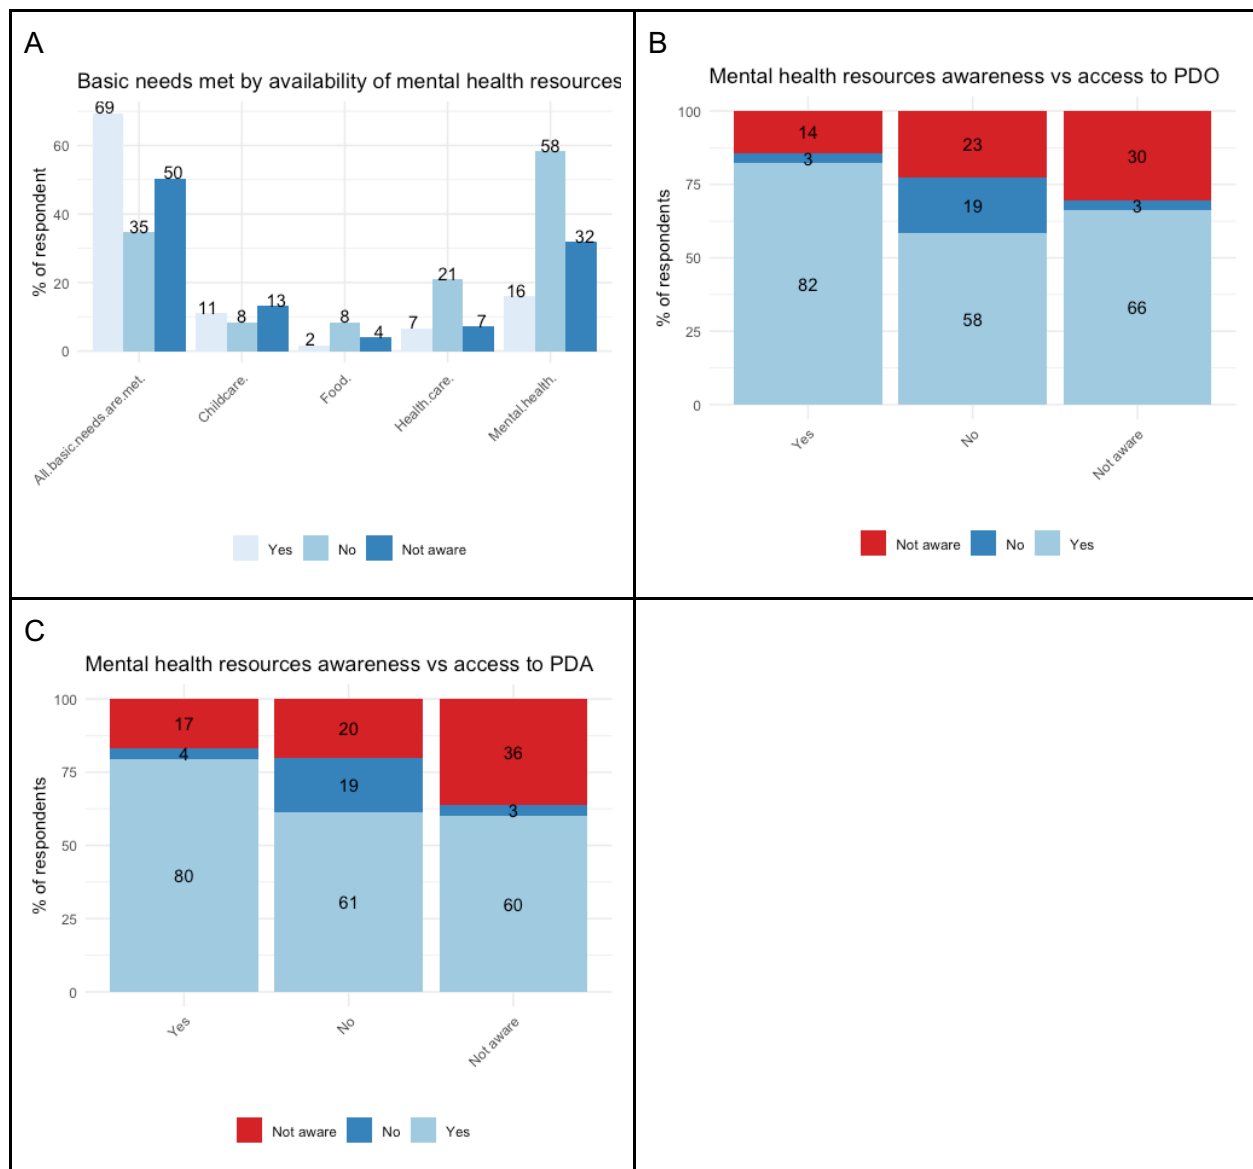 A
Basic needs met by availability of mental health resources
% of respondent
60
40
20
0
69
35
50
11
8
13
2
8
4
7
21
7
16
58
32
All.basic.needs.are.met.
Childcare.
Food.
Health.care.
Mental.health.
Yes No Not aware
B
Mental health resources awareness vs access to PDO
% of respondents
100
75
50
25
0
14
3
82
23
19
58
30
3
66
Yes
No
Not aware
Not aware No Yes
C
Mental health resources awareness vs access to PDA
% of respondents
100
75
50
25
0
17
4
80
20
19
61
36
3
60
Yes
No
Not aware
Not aware No Yes